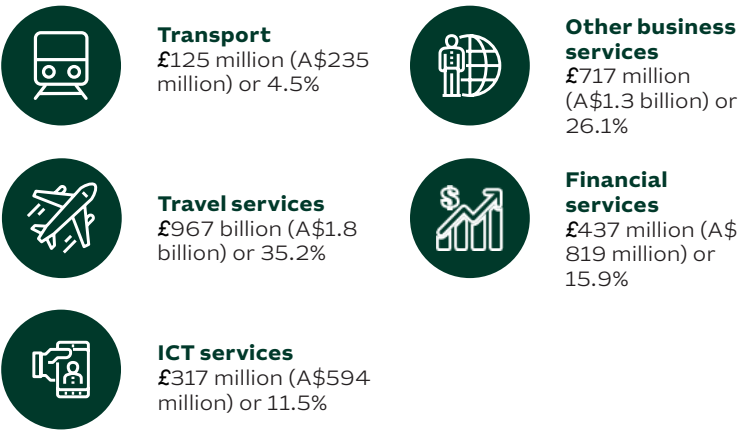 Transport
£125 million (A$235
million) or 4.5%
Travel services
£967 billion (A$1.8
billion) or 35.2%
ICT services
£317 million (A$594
million) or 11.5%
Other business
services
£717 million
(A$1.3 billion) or
26.1%
Financial
services
£437 million (A$
819 million) or
15.9%